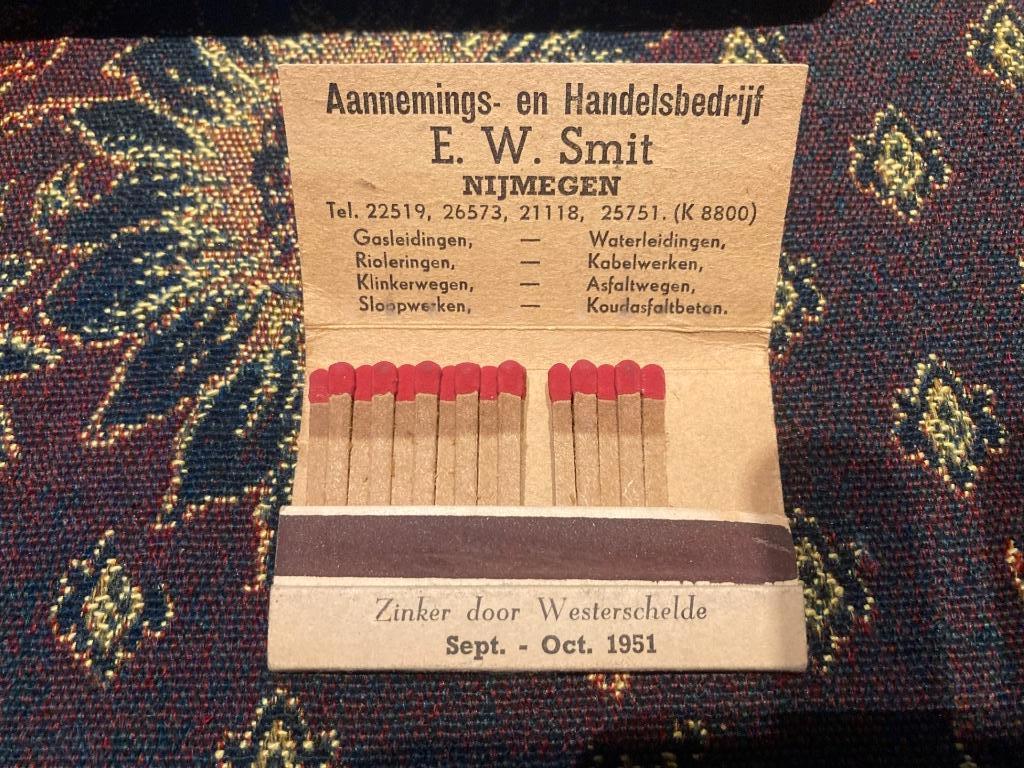 Aannemings- en Handelsbedrijf
E. W. Smit
NIJMEGEN
Tel. 22519, 26573, 21118, 25751. (K 8800)
Gasleidingen, — Waterleidingen,
Rioleringen, — Kabelwerken,
Klinkerwegen, — Asfaltwegen,
Sloopwerken, — Koudasfaltbeton.
Zinker door Westerschelde
Sept. - Oct. 1951